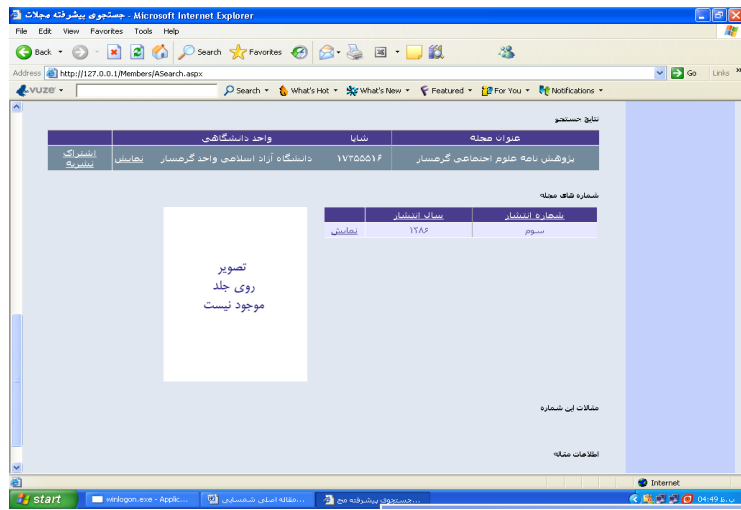 جستجوی پیشرفته مجلات - Microsoft Internet Explorer
File Edit View Favorites Tools Help
Back Search Favorites
Address http://127.0.0.1/Members/ASearch.aspx Go Links
VUZE Search What's Hot What's New Featured For You Notifications
نتایج جستجو
عنوان مجله شاپا واحد دانشگاهی
پژوهش نامه علوم اجتماعی گرمسار ۱۷۳۵۵۵۱۶ دانشگاه آزاد اسلامی واحد گرمسار نمایش اشتراک نشریه
شماره های مجله
شماره انتشار سال انتشار
سوم ۱۳۸۶ نمایش
تصویر
روی جلد
موجود نیست
مقالات این شماره
اطلاعات مقاله
Internet
start winlogon.exe - Applic... مقاله اصلی شمسایی... جستجوی پیشرفته مج... 04:49 ب.ظ